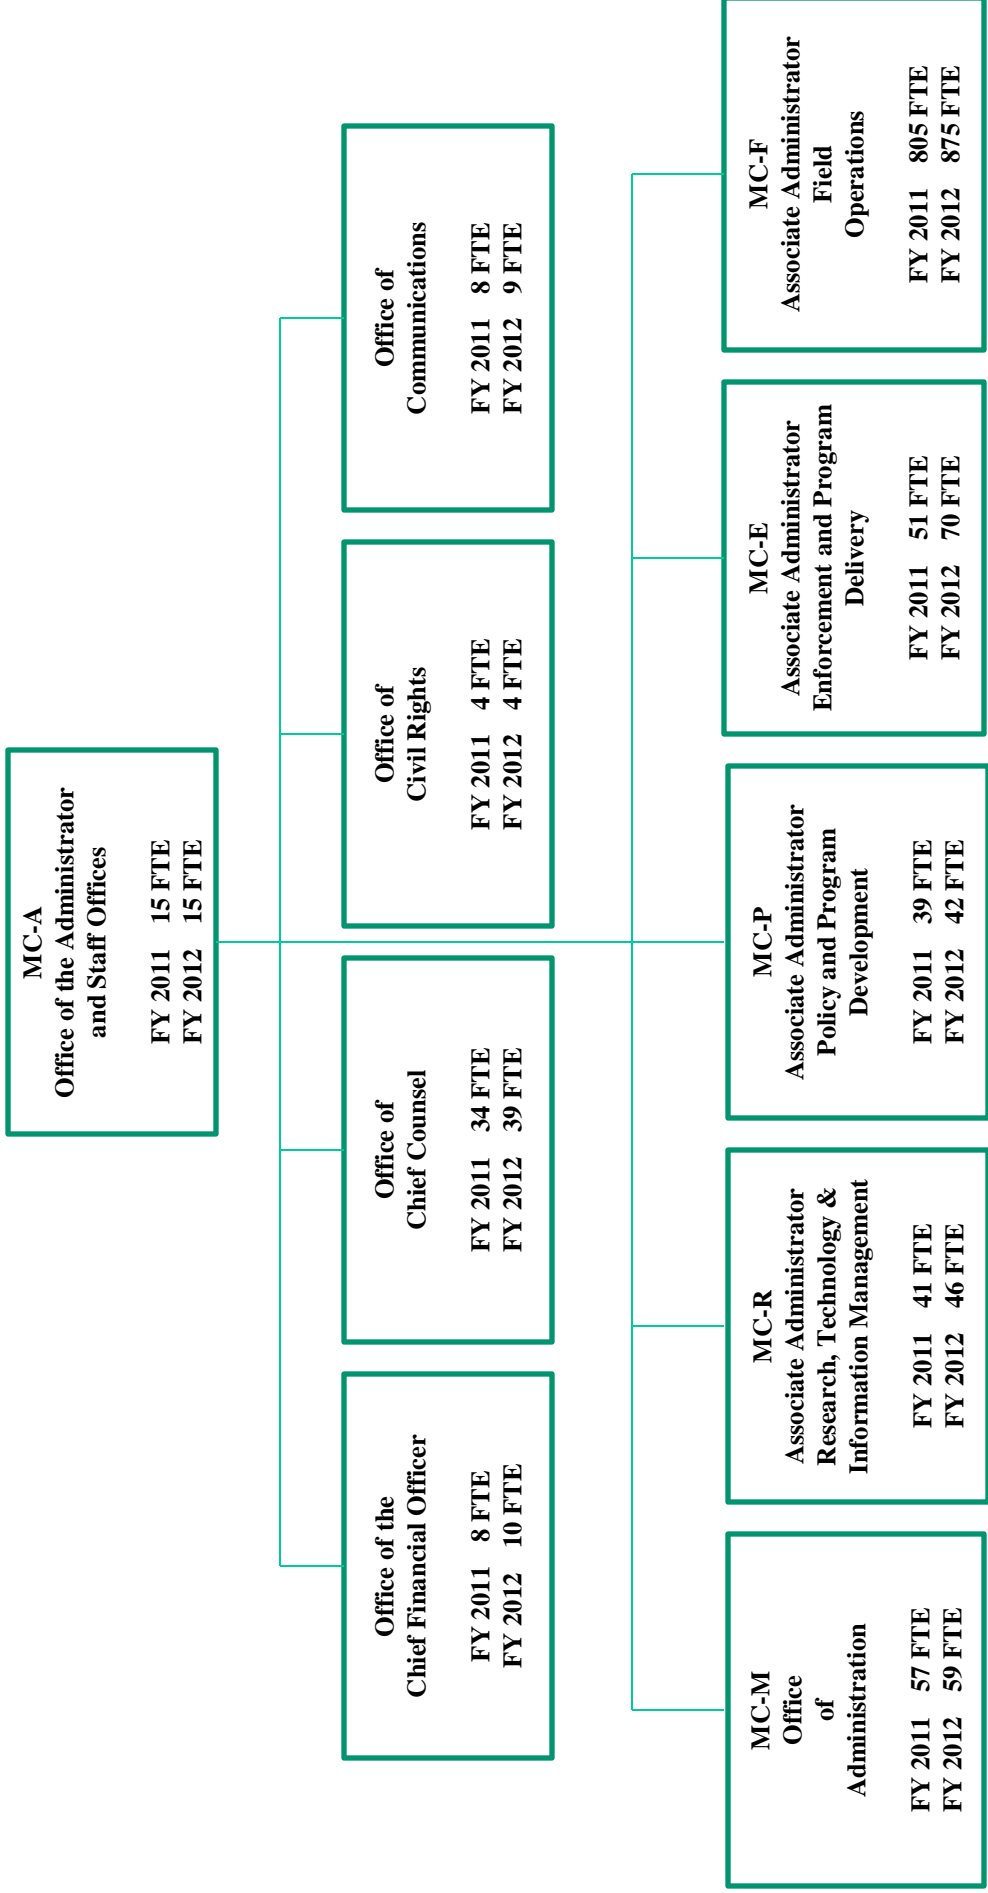 MC-A
Office of the Administrator
and Staff Offices
FY 2011 15 FTE
FY 2012 15 FTE
Office of the
Chief Financial Officer
FY 2011 8 FTE
FY 2012 10 FTE
Office of
Chief Counsel
FY 2011 34 FTE
FY 2012 39 FTE
Office of
Civil Rights
FY 2011 4 FTE
FY 2012 4 FTE
Office of
Communications
FY 2011 8 FTE
FY 2012 9 FTE
MC-M
Office
of
Administration
FY 2011 57 FTE
FY 2012 59 FTE
MC-R
Associate Administrator
Research, Technology &
Information Management
FY 2011 41 FTE
FY 2012 46 FTE
MC-P
Associate Administrator
Policy and Program
Development
FY 2011 39 FTE
FY 2012 42 FTE
MC-E
Associate Administrator
Enforcement and Program
Delivery
FY 2011 51 FTE
FY 2012 70 FTE
MC-F
Associate Administrator
Field
Operations
FY 2011 805 FTE
FY 2012 875 FTE